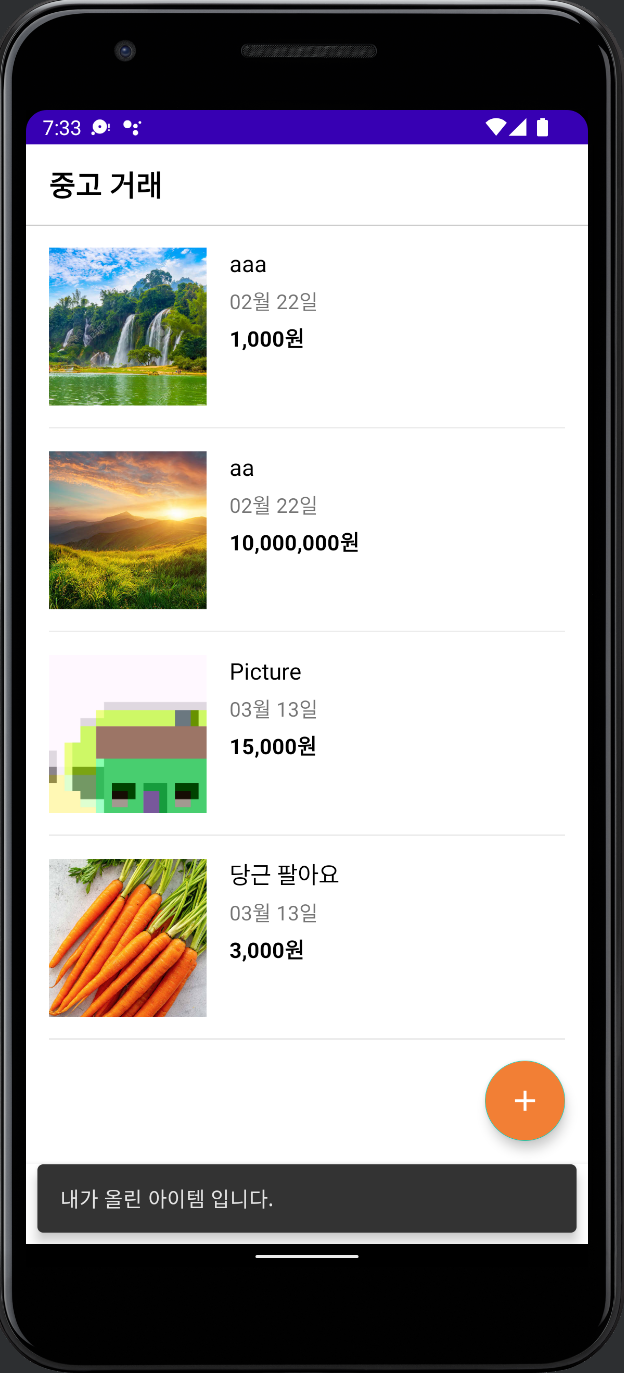 7:33
중고 거래
aaa
02월 22일
1,000원
aa
02월 22일
10,000,000원
Picture
03월 13일
15,000원
당근 팔아요
03월 13일
3,000원
내가 올린 아이템 입니다.